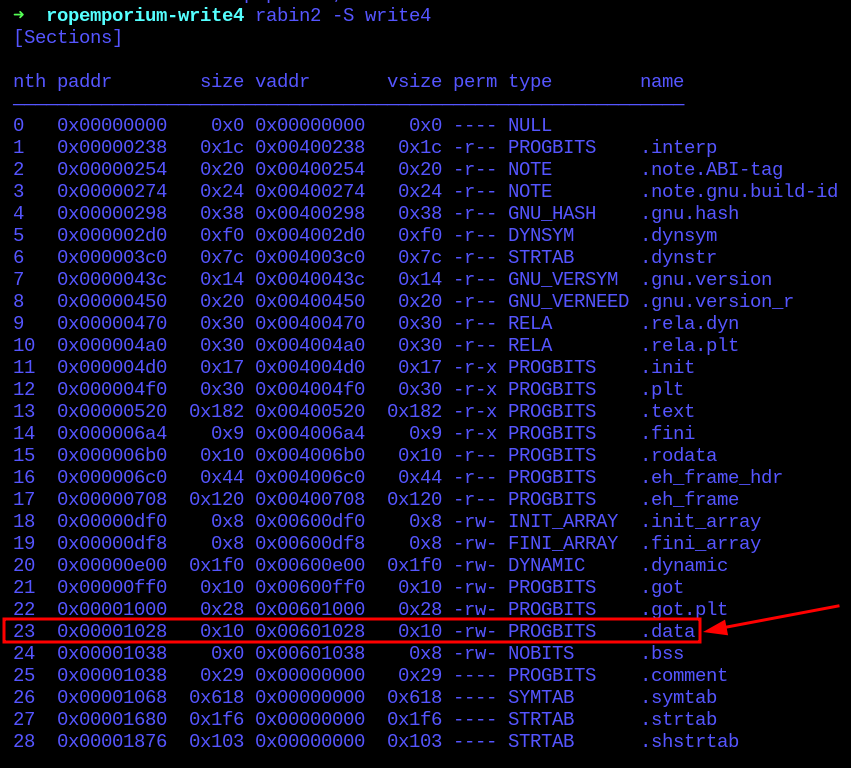 ➜  ropemporium-write4 rabin2 -S write4
[Sections]
nth paddr        size vaddr       vsize perm type        name
0   0x00000000    0x0 0x00000000    0x0 ---- NULL
1   0x00000238   0x1c 0x00400238   0x1c -r-- PROGBITS    .interp
2   0x00000254   0x20 0x00400254   0x20 -r-- NOTE        .note.ABI-tag
3   0x00000274   0x24 0x00400274   0x24 -r-- NOTE        .note.gnu.build-id
4   0x00000298   0x38 0x00400298   0x38 -r-- GNU_HASH    .gnu.hash
5   0x000002d0   0xf0 0x004002d0   0xf0 -r-- DYNSYM      .dynsym
6   0x000003c0   0x7c 0x004003c0   0x7c -r-- STRTAB      .dynstr
7   0x0000043c   0x14 0x0040043c   0x14 -r-- GNU_VERSYM  .gnu.version
8   0x00000450   0x20 0x00400450   0x20 -r-- GNU_VERNEED .gnu.version_r
9   0x00000470   0x30 0x00400470   0x30 -r-- RELA        .rela.dyn
10  0x000004a0   0x30 0x004004a0   0x30 -r-- RELA        .rela.plt
11  0x000004d0   0x17 0x004004d0   0x17 -r-x PROGBITS    .init
12  0x000004f0   0x30 0x004004f0   0x30 -r-x PROGBITS    .plt
13  0x00000520  0x182 0x00400520  0x182 -r-x PROGBITS    .text
14  0x000006a4    0x9 0x004006a4    0x9 -r-x PROGBITS    .fini
15  0x000006b0   0x10 0x004006b0   0x10 -r-- PROGBITS    .rodata
16  0x000006c0   0x44 0x004006c0   0x44 -r-- PROGBITS    .eh_frame_hdr
17  0x00000708  0x120 0x00400708  0x120 -r-- PROGBITS    .eh_frame
18  0x00000df0    0x8 0x00600df0    0x8 -rw- INIT_ARRAY  .init_array
19  0x00000df8    0x8 0x00600df8    0x8 -rw- FINI_ARRAY  .fini_array
20  0x00000e00  0x1f0 0x00600e00  0x1f0 -rw- DYNAMIC     .dynamic
21  0x00000ff0   0x10 0x00600ff0   0x10 -rw- PROGBITS    .got
22  0x00001000   0x28 0x00601000   0x28 -rw- PROGBITS    .got.plt
23  0x00001028   0x10 0x00601028   0x10 -rw- PROGBITS    .data
24  0x00001038    0x0 0x00601038    0x8 -rw- NOBITS      .bss
25  0x00001038   0x29 0x00000000   0x29 ---- PROGBITS    .comment
26  0x00001068  0x618 0x00000000  0x618 ---- SYMTAB      .symtab
27  0x00001680  0x1f6 0x00000000  0x1f6 ---- STRTAB      .strtab
28  0x00001876  0x103 0x00000000  0x103 ---- STRTAB      .shstrtab